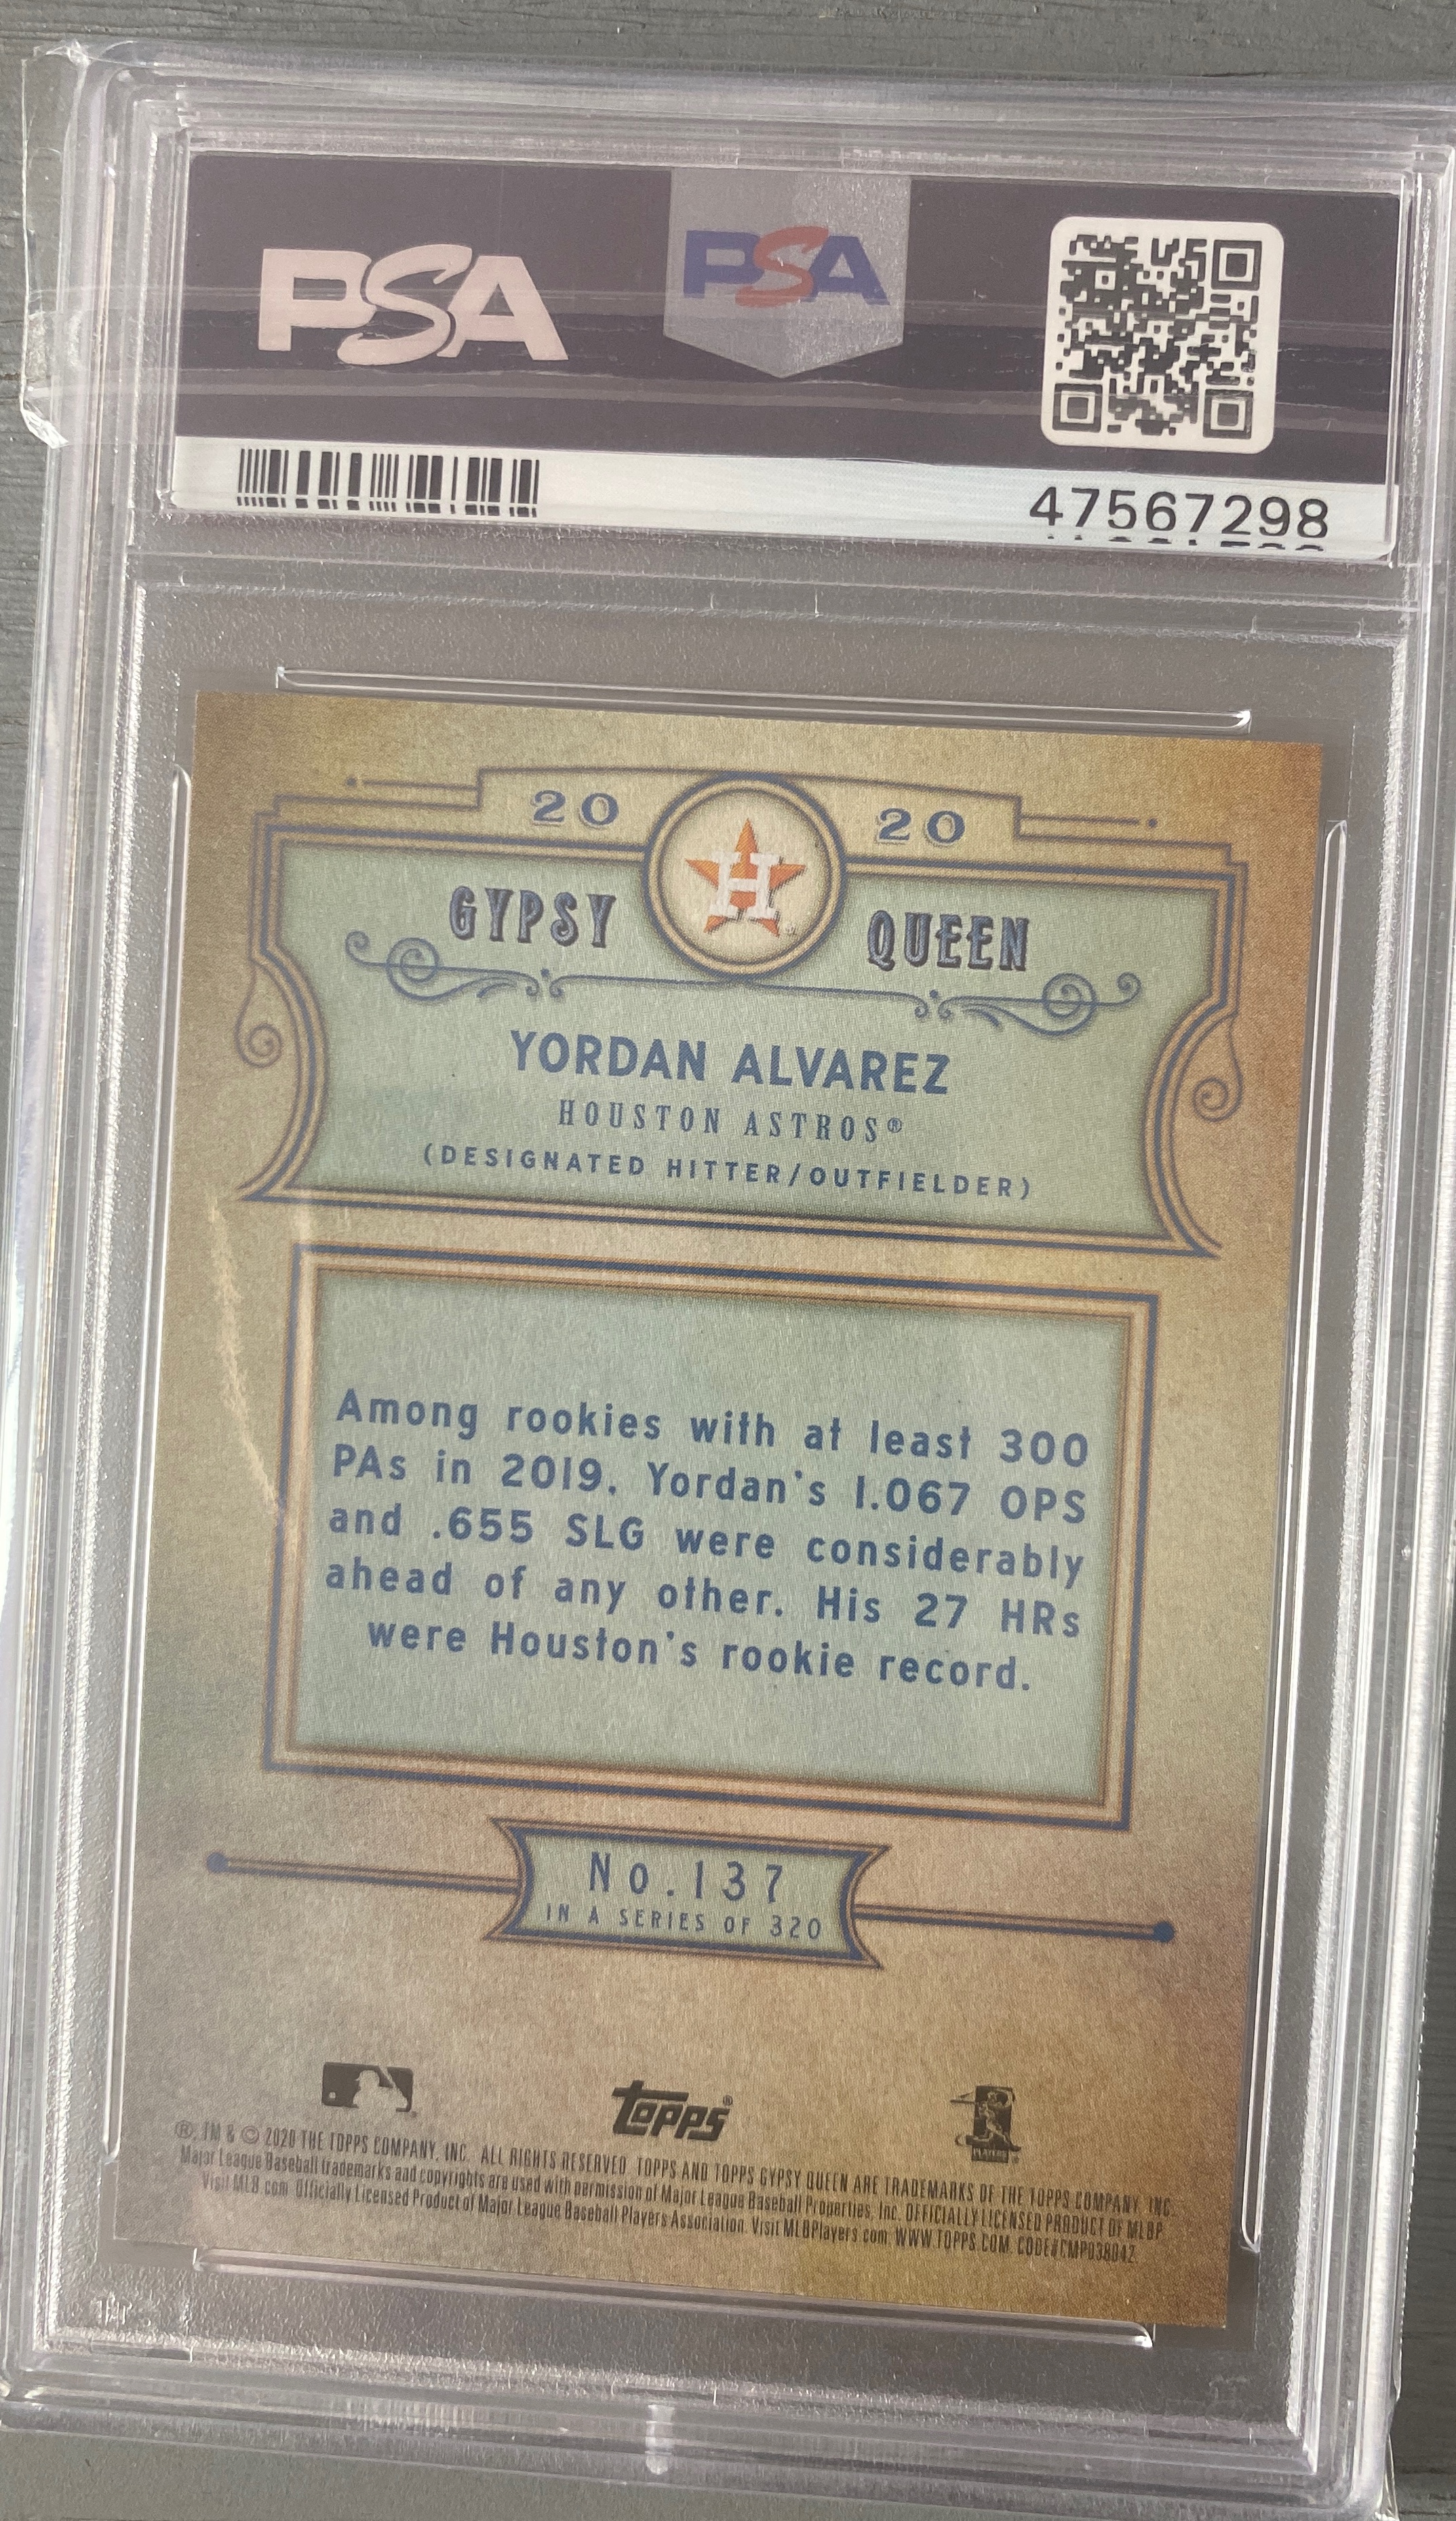 PSA
PSA
47567298
20 20
H
GYPSY QUEEN
YORDAN ALVAREZ
HOUSTON ASTROS®
(DESIGNATED HITTER/OUTFIELDER)
Among rookies with at least 300
PAs in 2019, Yordan's 1.067 OPS
and .655 SLG were considerably
ahead of any other. His 27 HRs
were Houston's rookie record.
No.137
IN A SERIES OF 320
Topps®
PLAYERS
®, TM & © 2020 THE TOPPS COMPANY, INC. ALL RIGHTS RESERVED. TOPPS AND TOPPS GYPSY QUEEN ARE TRADEMARKS OF THE TOPPS COMPANY, INC.
Major League Baseball trademarks and copyrights are used with permission of Major League Baseball Properties, Inc. OFFICIALLY LICENSED PRODUCT OF MLBP.
Visit MLB.com. Officially Licensed Product of Major League Baseball Players Association. Visit MLBPlayers.com. WWW.TOPPS.COM. CODE#CMP038042